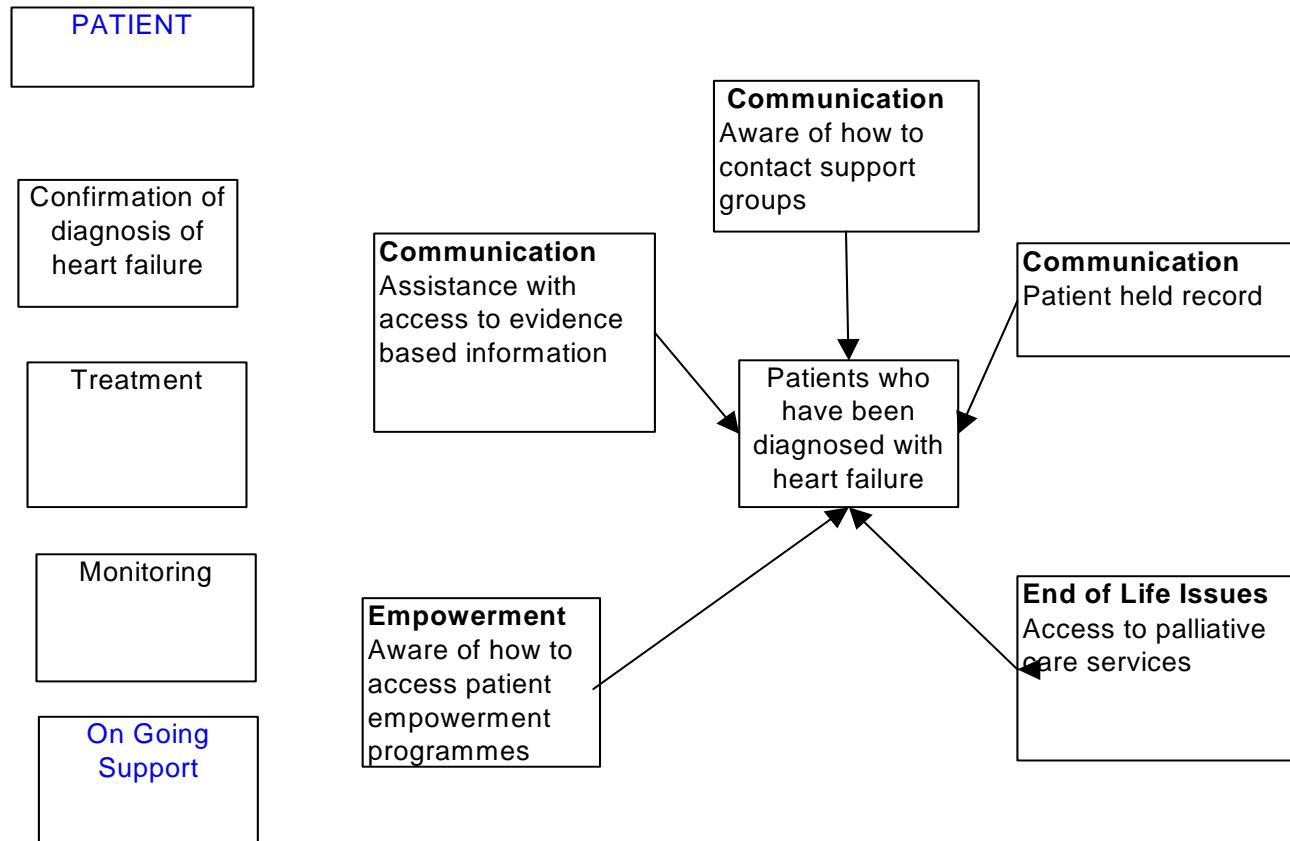 PATIENT
Confirmation of
diagnosis of
heart failure
Treatment
Monitoring
On Going
Support
Communication
Aware of how to
contact support
groups
Communication
Assistance with
access to evidence
based information
Communication
Patient held record
Patients who
have been
diagnosed with
heart failure
Empowerment
Aware of how to
access patient
empowerment
programmes
End of Life Issues
Access to palliative
care services